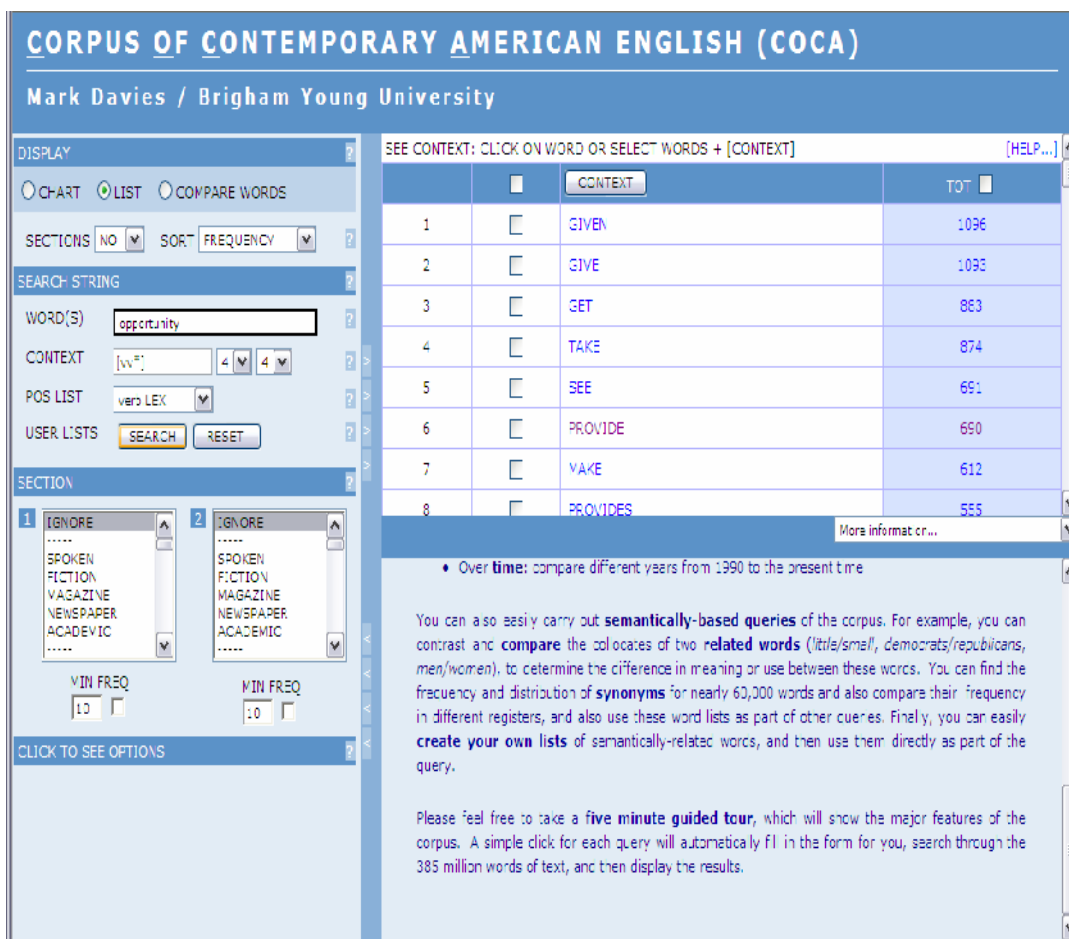 CORPUS OF CONTEMPORARY AMERICAN ENGLISH (COCA)
Mark Davies / Brigham Young University
DISPLAY ?
CHART LIST COMPARE WORDS
SECTIONS NO SORT FREQUENCY ?
SEARCH STRING ?
WORD(S) opportunity ?
CONTEXT [vv*] 4 4 ?
POS LIST verb LEX ?
USER LISTS SEARCH RESET ?
SECTION ?
1 IGNORE 2 IGNORE
----- -----
SPOKEN SPOKEN
FICTION FICTION
MAGAZINE MAGAZINE
NEWSPAPER NEWSPAPER
ACADEMIC ACADEMIC
----- -----
MIN FREQ MIN FREQ
10 10
CLICK TO SEE OPTIONS ?
> > > >
< < < <
SEE CONTEXT: CLICK ON WORD OR SELECT WORDS + [CONTEXT] [HELP...]
CONTEXT TOT
1 GIVEN 1096
2 GIVE 1093
3 GET 883
4 TAKE 874
5 SEE 691
6 PROVIDE 690
7 MAKE 612
8 PROVIDES 555
More information...
• Over time: compare different years from 1990 to the present time
You can also easily carry out semantically-based queries of the corpus. For example, you can
contrast and compare the collocates of two related words (little/small, democrats/republicans,
men/women), to determine the difference in meaning or use between these words. You can find the
frequency and distribution of synonyms for nearly 60,000 words and also compare their frequency
in different registers, and also use these word lists as part of other queries. Finally, you can easily
create your own lists of semantically-related words, and then use them directly as part of the
query.
Please feel free to take a five minute guided tour, which will show the major features of the
corpus. A simple click for each query will automatically fill in the form for you, search through the
385 million words of text, and then display the results.